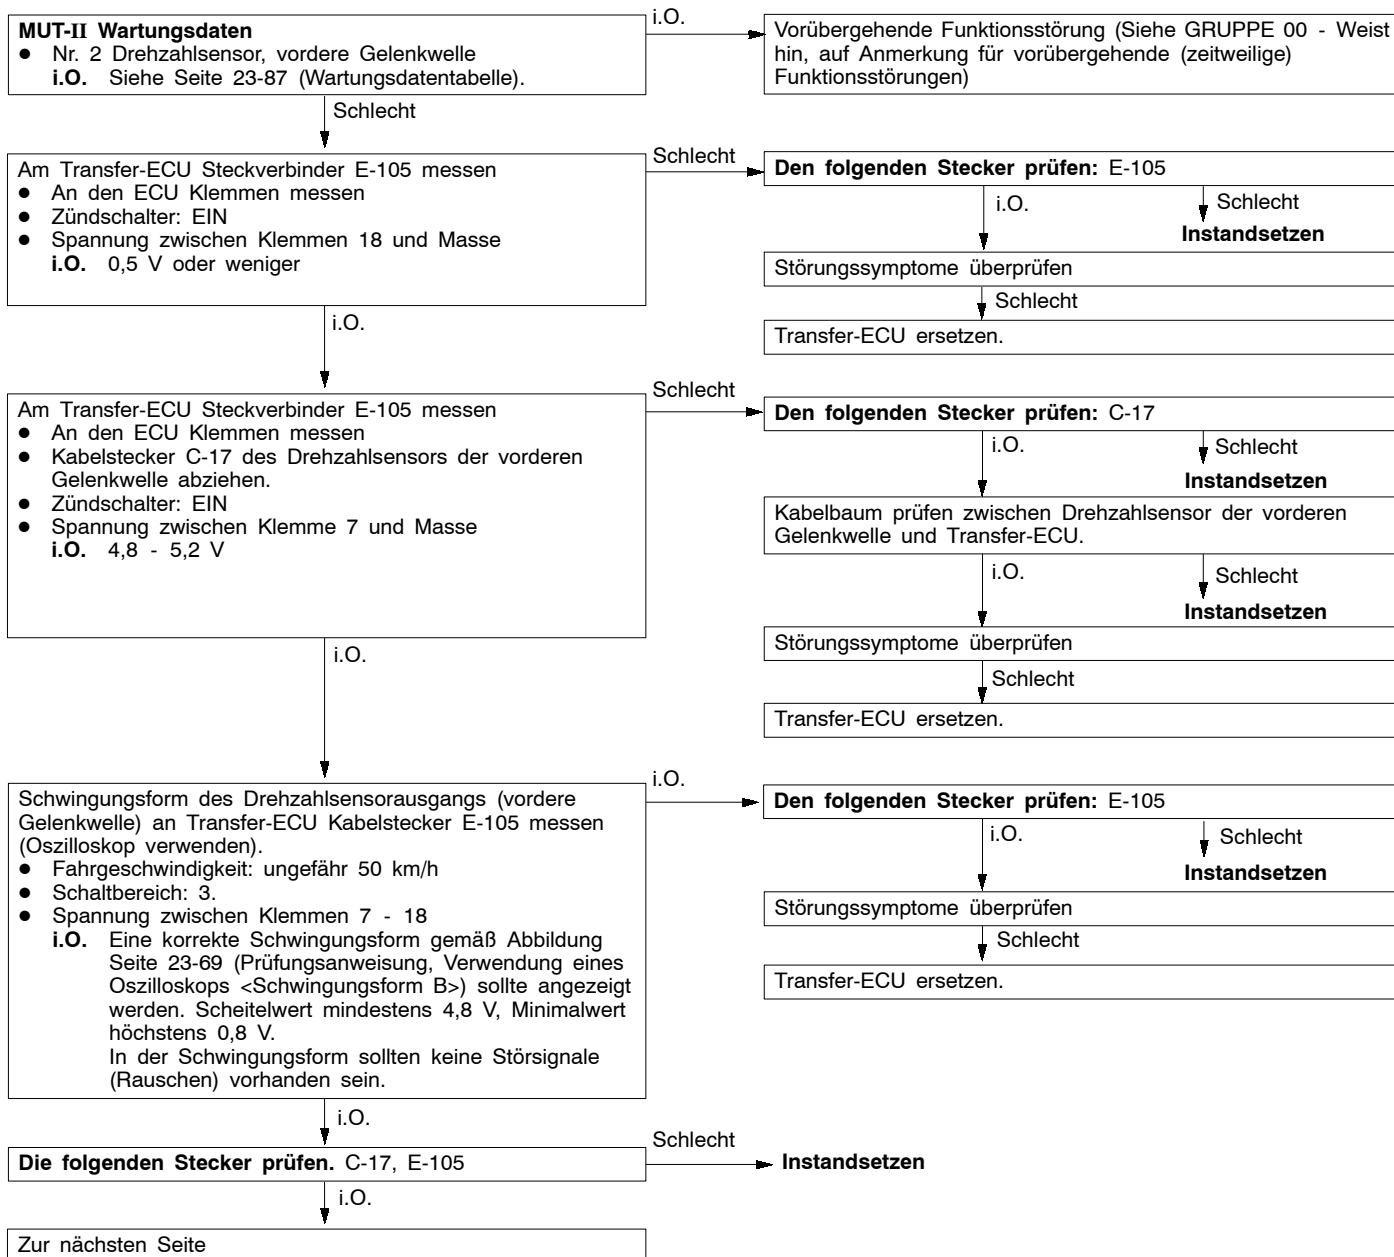 MUT-II Wartungsdaten
● Nr. 2 Drehzahlsensor, vordere Gelenkwelle
i.O. Siehe Seite 23-87 (Wartungsdatentabelle).
i.O.
Vorübergehende Funktionsstörung (Siehe GRUPPE 00 - Weist
hin, auf Anmerkung für vorübergehende (zeitweilige)
Funktionsstörungen)
Schlecht
Am Transfer-ECU Steckverbinder E-105 messen
● An den ECU Klemmen messen
● Zündschalter: EIN
● Spannung zwischen Klemmen 18 und Masse
i.O. 0,5 V oder weniger
Schlecht
Den folgenden Stecker prüfen: E-105
i.O.
Schlecht
Instandsetzen
Störungssymptome überprüfen
Schlecht
Transfer-ECU ersetzen.
i.O.
Am Transfer-ECU Steckverbinder E-105 messen
● An den ECU Klemmen messen
● Kabelstecker C-17 des Drehzahlsensors der vorderen
Gelenkwelle abziehen.
● Zündschalter: EIN
● Spannung zwischen Klemme 7 und Masse
i.O. 4,8 - 5,2 V
Schlecht
Den folgenden Stecker prüfen: C-17
i.O.
Schlecht
Instandsetzen
Kabelbaum prüfen zwischen Drehzahlsensor der vorderen
Gelenkwelle und Transfer-ECU.
i.O.
Schlecht
Instandsetzen
Störungssymptome überprüfen
Schlecht
Transfer-ECU ersetzen.
i.O.
Schwingungsform des Drehzahlsensorausgangs (vordere
Gelenkwelle) an Transfer-ECU Kabelstecker E-105 messen
(Oszilloskop verwenden).
● Fahrgeschwindigkeit: ungefähr 50 km/h
● Schaltbereich: 3.
● Spannung zwischen Klemmen 7 - 18
i.O. Eine korrekte Schwingungsform gemäß Abbildung
Seite 23-69 (Prüfungsanweisung, Verwendung eines
Oszilloskops <Schwingungsform B>) sollte angezeigt
werden. Scheitelwert mindestens 4,8 V, Minimalwert
höchstens 0,8 V.
In der Schwingungsform sollten keine Störsignale
(Rauschen) vorhanden sein.
i.O.
Den folgenden Stecker prüfen: E-105
i.O.
Schlecht
Instandsetzen
Störungssymptome überprüfen
Schlecht
Transfer-ECU ersetzen.
i.O.
Die folgenden Stecker prüfen. C-17, E-105
Schlecht
Instandsetzen
i.O.
Zur nächsten Seite